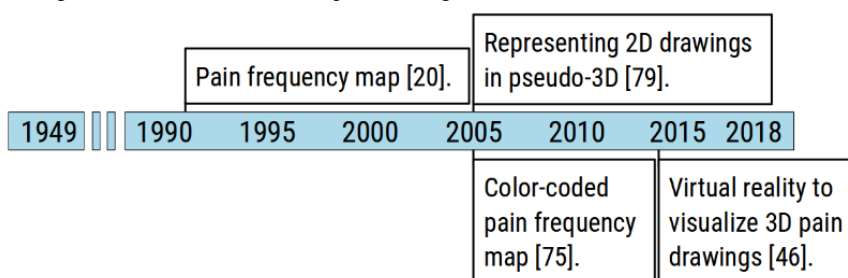 Representing 2D drawings
in pseudo-3D [79].
Pain frequency map [20].
1949 1990 1995 2000 2005 2010 2015 2018
Color-coded
pain frequency
map [75].
Virtual reality to
visualize 3D pain
drawings [46].